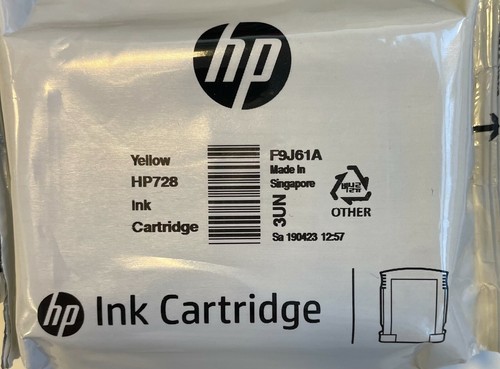 hp
Yellow
HP728
Ink
Cartridge
F9J61A
Made in
Singapore
3UN
Sa 190423 12:57
OTHER
hp Ink Cartridge